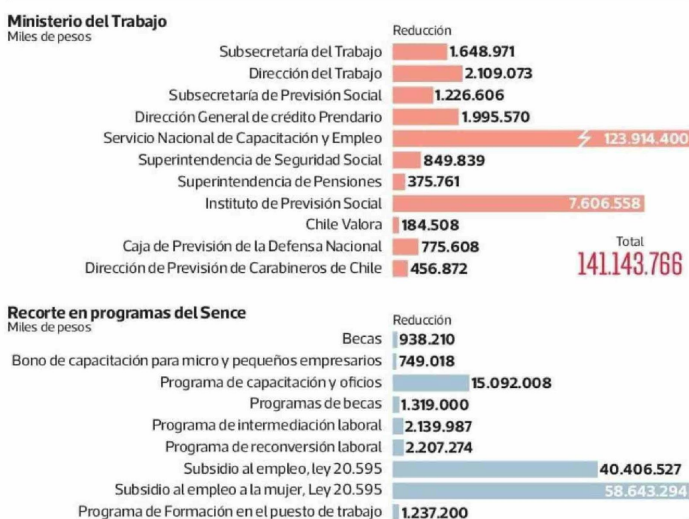 Ministerio del Trabajo
Miles de pesos
Reducción
Subsecretaría del Trabajo 1.648.971
Dirección del Trabajo 2.109.073
Subsecretaría de Previsión Social 1.226.606
Dirección General de crédito Prendario 1.995.570
Servicio Nacional de Capacitación y Empleo 123.914.400
Superintendencia de Seguridad Social 849.839
Superintendencia de Pensiones 375.761
Instituto de Previsión Social 7.606.558
Chile Valora 184.508
Caja de Previsión de la Defensa Nacional 775.608
Dirección de Previsión de Carabineros de Chile 456.872
Total
141.143.766
Recorte en programas del Sence
Miles de pesos
Reducción
Becas 938.210
Bono de capacitación para micro y pequeños empresarios 749.018
Programa de capacitación y oficios 15.092.008
Programas de becas 1.319.000
Programa de intermediación laboral 2.139.987
Programa de reconversión laboral 2.207.274
Subsidio al empleo, ley 20.595 40.406.527
Subsidio al empleo a la mujer, Ley 20.595 58.643.294
Programa de Formación en el puesto de trabajo 1.237.200